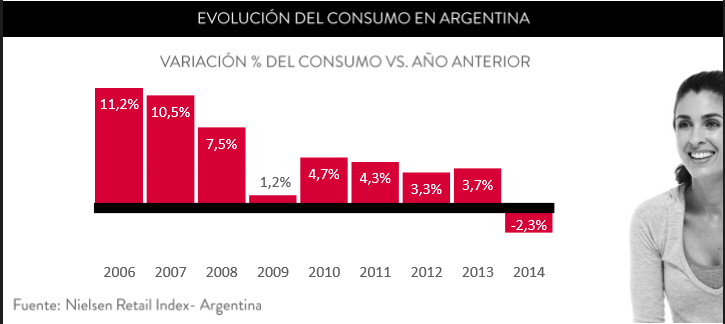 EVOLUCIÓN DEL CONSUMO EN ARGENTINA
VARIACIÓN % DEL CONSUMO VS. AÑO ANTERIOR
11,2%
10,5%
7,5%
1,2%
4,7%
4,3%
3,3%
3,7%
-2,3%
2006 2007 2008 2009 2010 2011 2012 2013 2014
Fuente: Nielsen Retail Index- Argentina